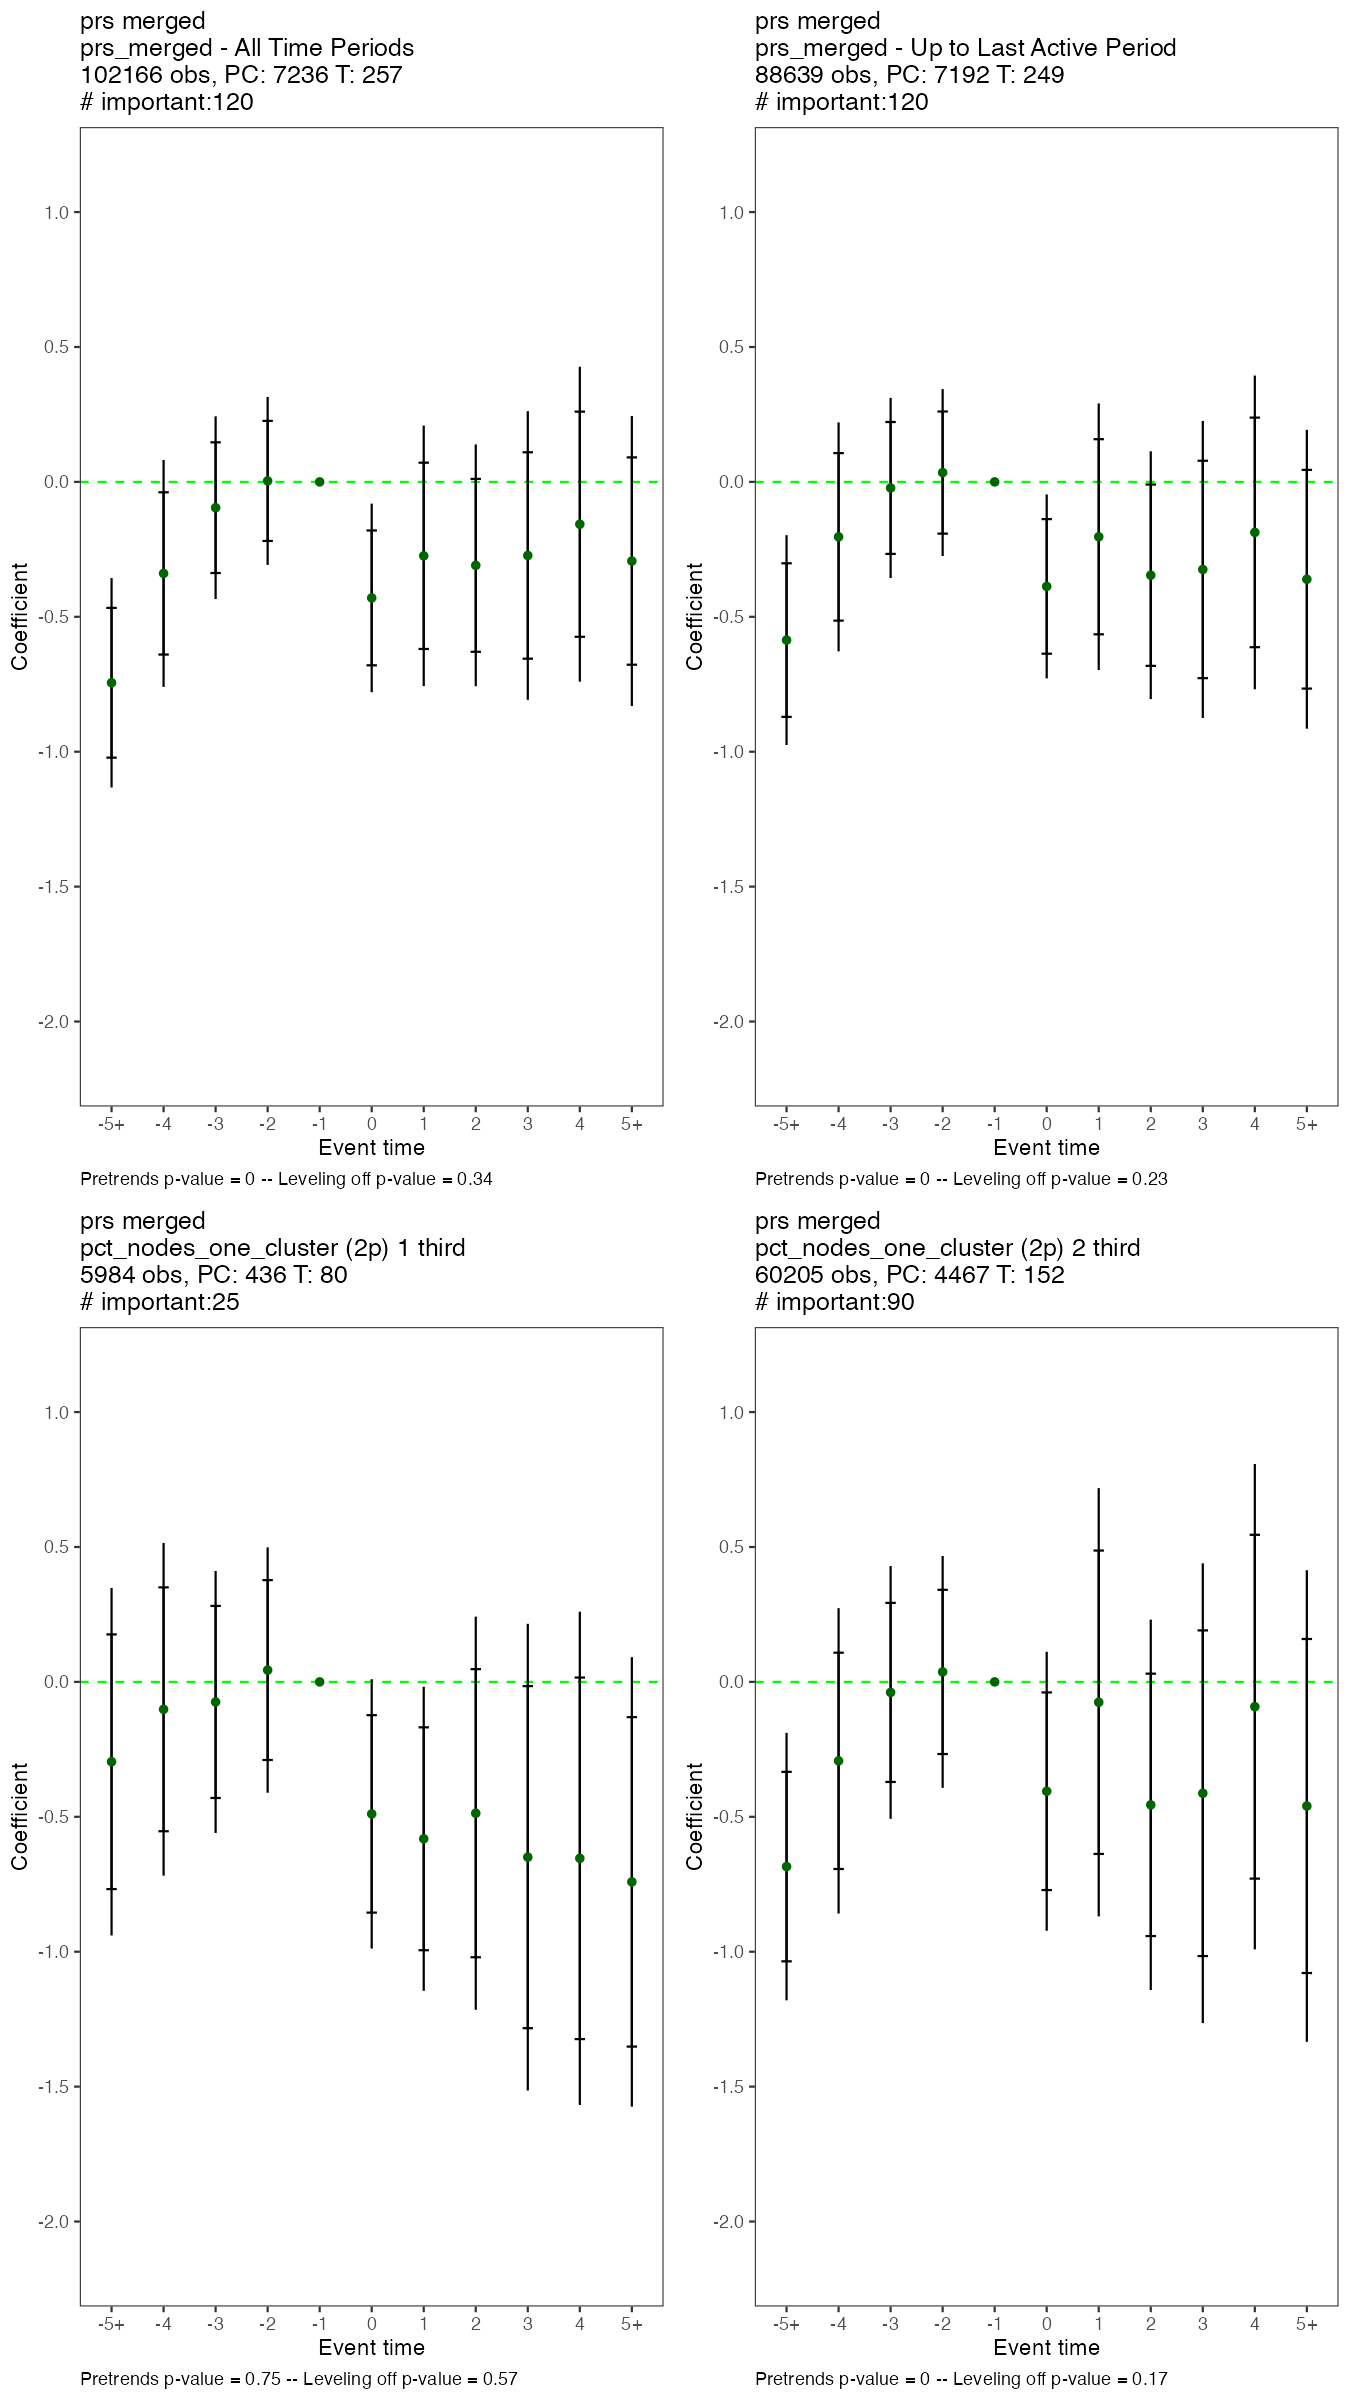 prs merged
prs_merged - All Time Periods
102166 obs, PC: 7236 T: 257
# important:120
1.0
0.5
0.0
-0.5
-1.0
-1.5
-2.0
Coefficient
-5+ -4 -3 -2 -1 0 1 2 3 4 5+
Event time
Pretrends p-value = 0 -- Leveling off p-value = 0.34
prs merged
prs_merged - Up to Last Active Period
88639 obs, PC: 7192 T: 249
# important:120
1.0
0.5
0.0
-0.5
-1.0
-1.5
-2.0
Coefficient
-5+ -4 -3 -2 -1 0 1 2 3 4 5+
Event time
Pretrends p-value = 0 -- Leveling off p-value = 0.23
prs merged
pct_nodes_one_cluster (2p) 1 third
5984 obs, PC: 436 T: 80
# important:25
1.0
0.5
0.0
-0.5
-1.0
-1.5
-2.0
Coefficient
-5+ -4 -3 -2 -1 0 1 2 3 4 5+
Event time
Pretrends p-value = 0.75 -- Leveling off p-value = 0.57
prs merged
pct_nodes_one_cluster (2p) 2 third
60205 obs, PC: 4467 T: 152
# important:90
1.0
0.5
0.0
-0.5
-1.0
-1.5
-2.0
Coefficient
-5+ -4 -3 -2 -1 0 1 2 3 4 5+
Event time
Pretrends p-value = 0 -- Leveling off p-value = 0.17